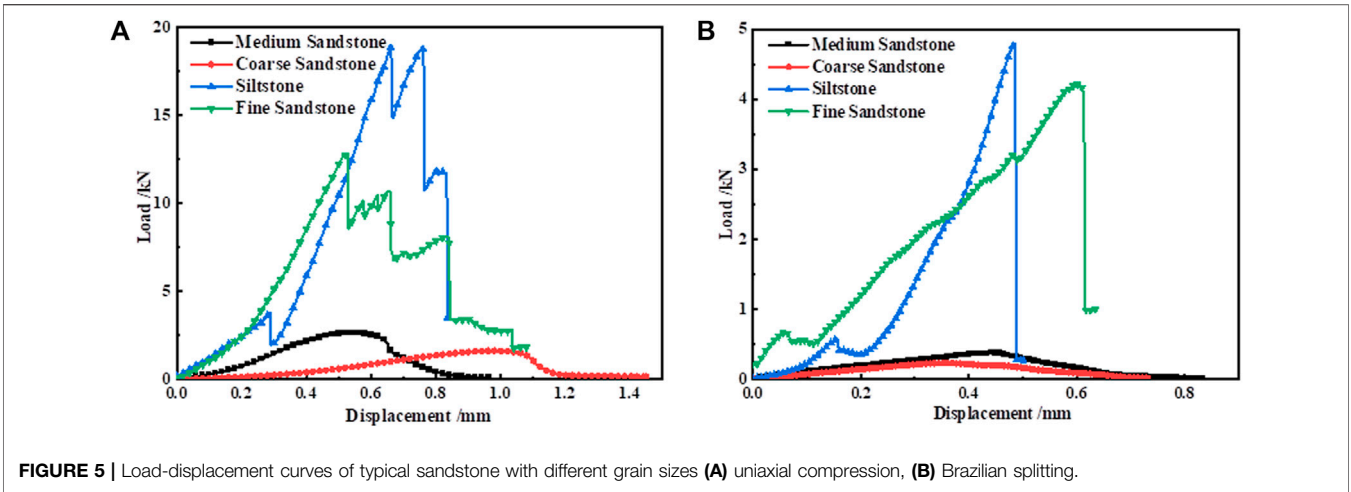 A
Medium Sandstone
Coarse Sandstone
Siltstone
Fine Sandstone
Load /kN
20
15
10
5
0
0.0 0.2 0.4 0.6 0.8 1.0 1.2 1.4
Displacement /mm
B
Medium Sandstone
Coarse Sandstone
Siltstone
Fine Sandstone
Load /kN
5
4
3
2
1
0
0.0 0.2 0.4 0.6 0.8
Displacement /mm
FIGURE 5 | Load-displacement curves of typical sandstone with different grain sizes (A) uniaxial compression, (B) Brazilian splitting.